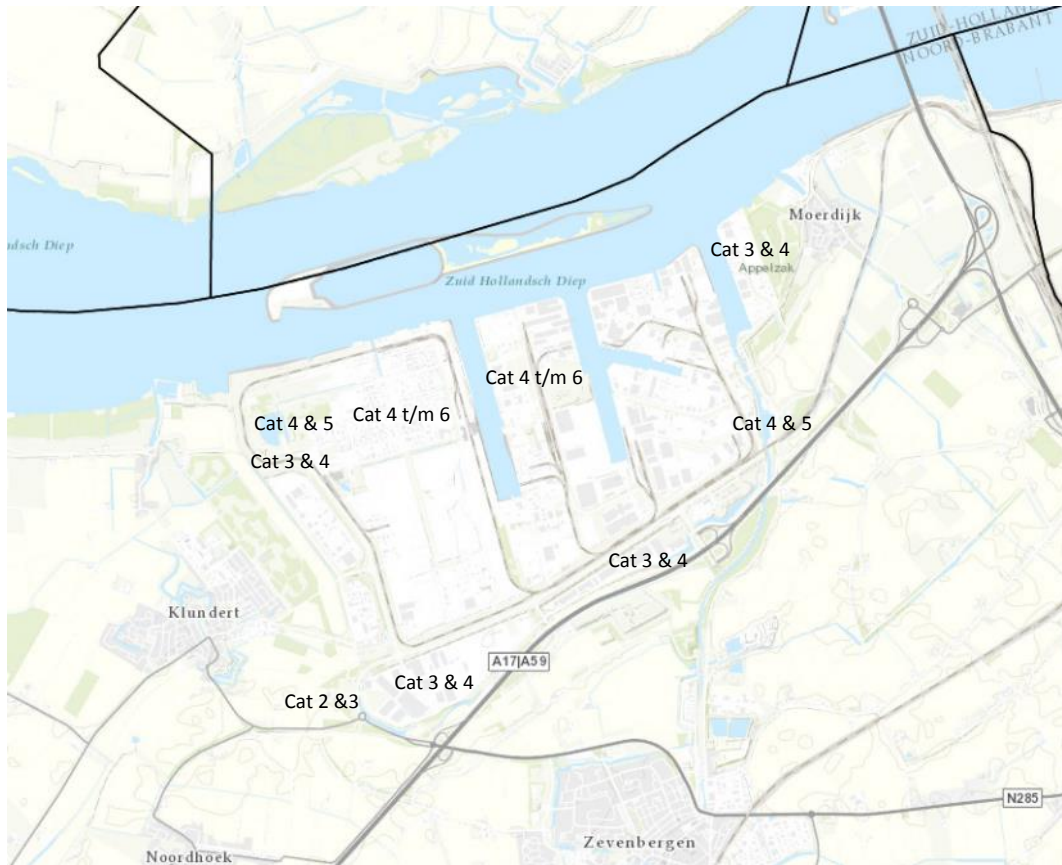 ZUID-HOLLAND
NOORD-BRABANT
Moerdijk
Cat 3 & 4
Appelzak
ndsch Diep
Zuid Hollandsch Diep
Cat 4 t/m 6
Cat 4 & 5
Cat 4 t/m 6
Cat 4 & 5
Cat 3 & 4
Cat 3 & 4
Klundert
A17|A59
Cat 3 & 4
Cat 2 &3
N285
Zevenbergen
Noordhoek